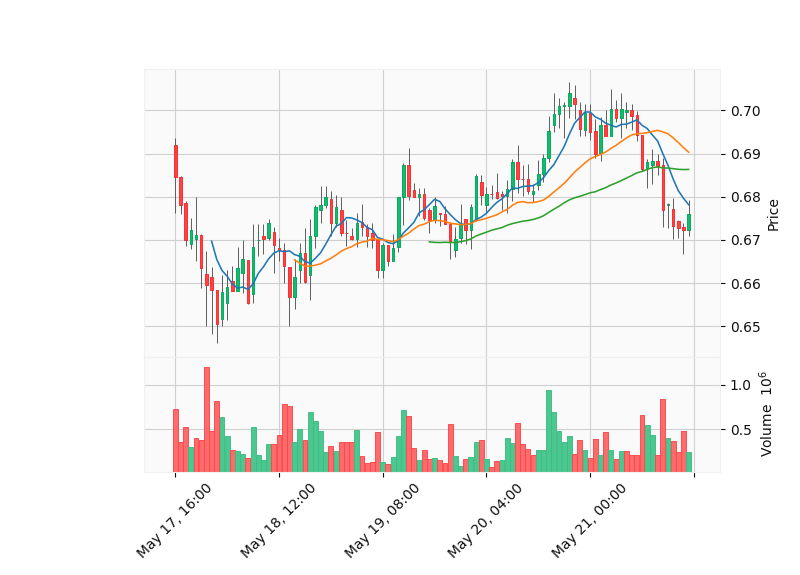 0.70
0.69
0.68
0.67
0.66
0.65
Price
1.0
0.5
Volume 10⁶
May 17, 16:00
May 18, 12:00
May 19, 08:00
May 20, 04:00
May 21, 00:00